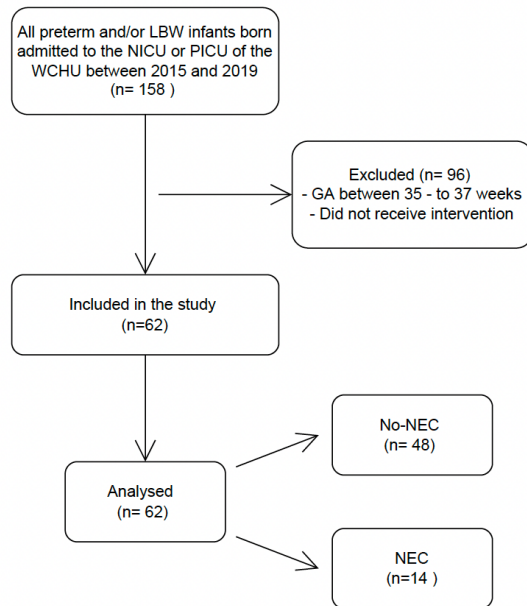 All preterm and/or LBW infants born
admitted to the NICU or PICU of the
WCHU between 2015 and 2019
(n= 158 )
Excluded (n= 96)
- GA between 35 - to 37 weeks
- Did not receive intervention
Included in the study
(n=62)
No-NEC
(n= 48)
Analysed
(n= 62)
NEC
(n=14 )